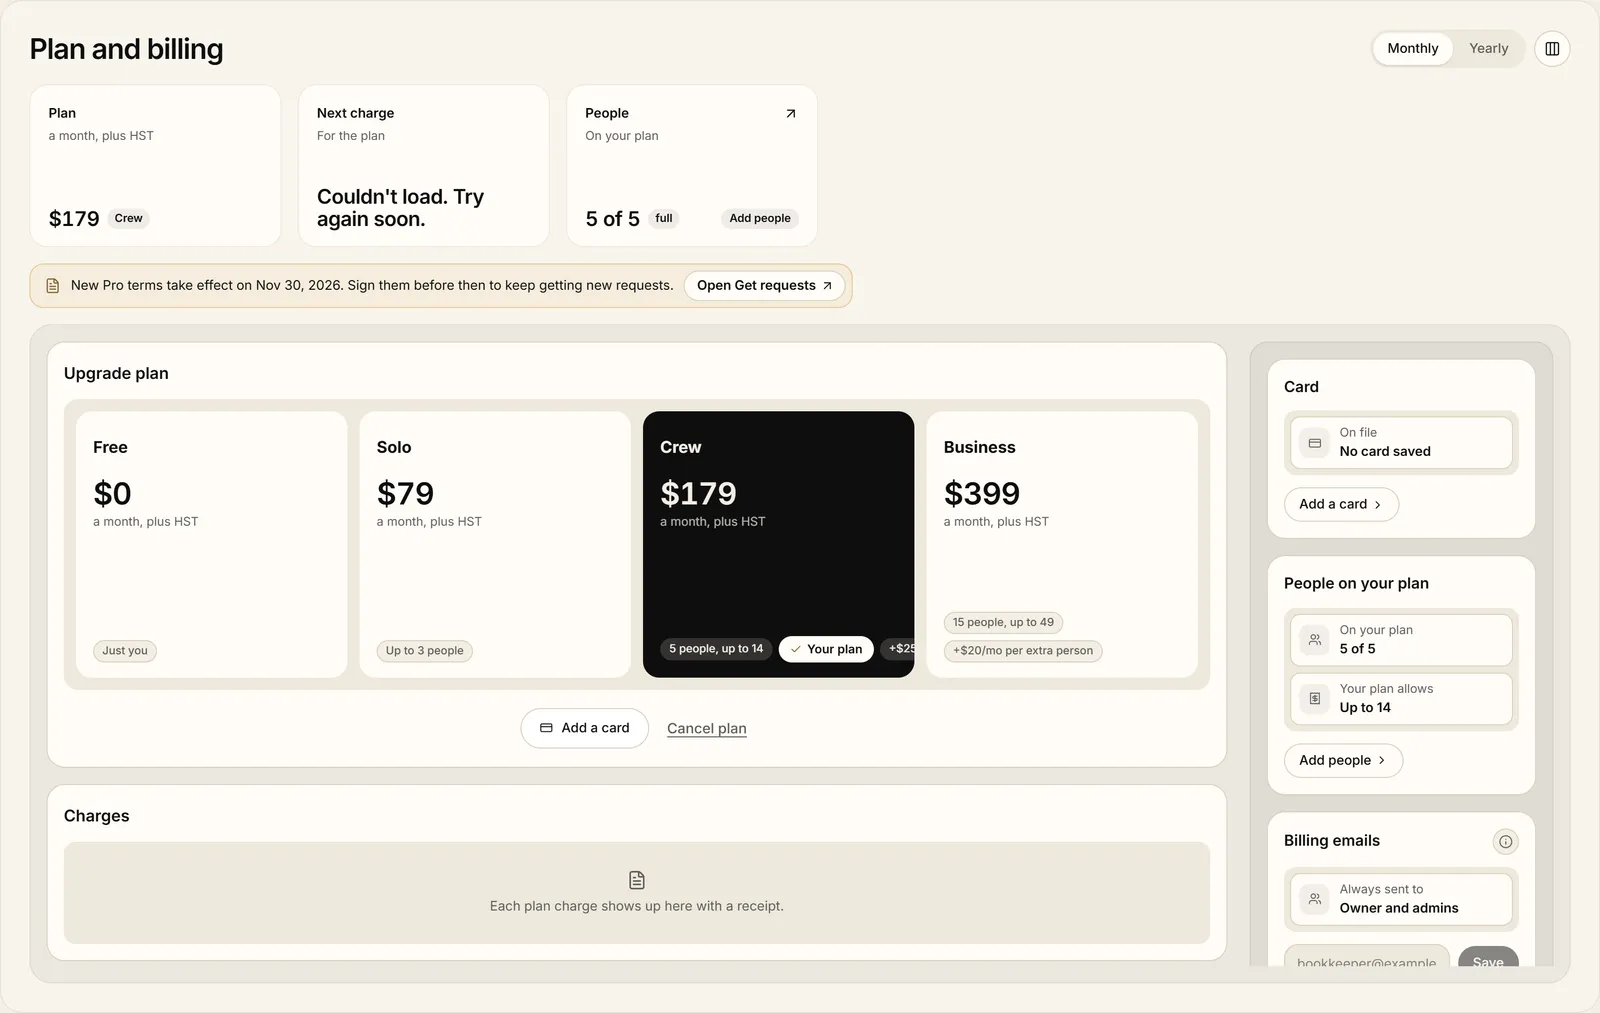 Plan and billing
Monthly
Yearly
Plan
a month, plus HST
$179
Crew
Next charge
For the plan
Couldn't load. Try
again soon.
People
On your plan
5 of 5
full
Add people
New Pro terms take effect on Nov 30, 2026. Sign them before then to keep getting new requests.
Open Get requests
Upgrade plan
Free
$0
a month, plus HST
Just you
Solo
$79
a month, plus HST
Up to 3 people
Crew
$179
a month, plus HST
5 people, up to 14
Your plan
+$25
Business
$399
a month, plus HST
15 people, up to 49
+$20/mo per extra person
Add a card
Cancel plan
Charges
Each plan charge shows up here with a receipt.
Card
On file
No card saved
Add a card
People on your plan
On your plan
5 of 5
Your plan allows
Up to 14
Add people
Billing emails
Always sent to
Owner and admins
bookkeeper@example
Save